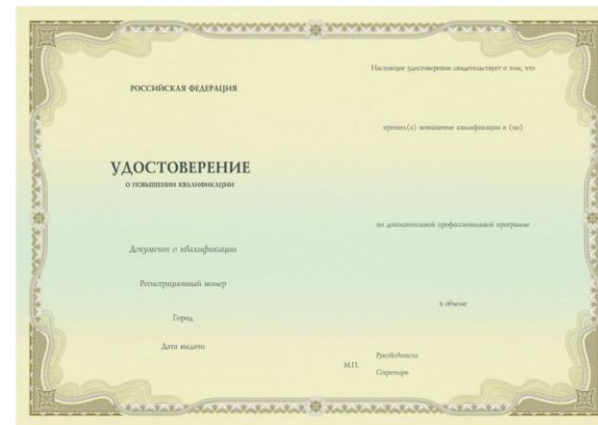 РОССИЙСКАЯ ФЕДЕРАЦИЯ
УДОСТОВЕРЕНИЕ
О ПОВЫШЕНИИ КВАЛИФИКАЦИИ
Документ о квалификации
Регистрационный номер
Город
Дата выдачи
Настоящее удостоверение свидетельствует о том, что
прошел(а) повышение квалификации в (на)
по дополнительной профессиональной программе
в объеме
М.П.
Руководитель
Секретарь